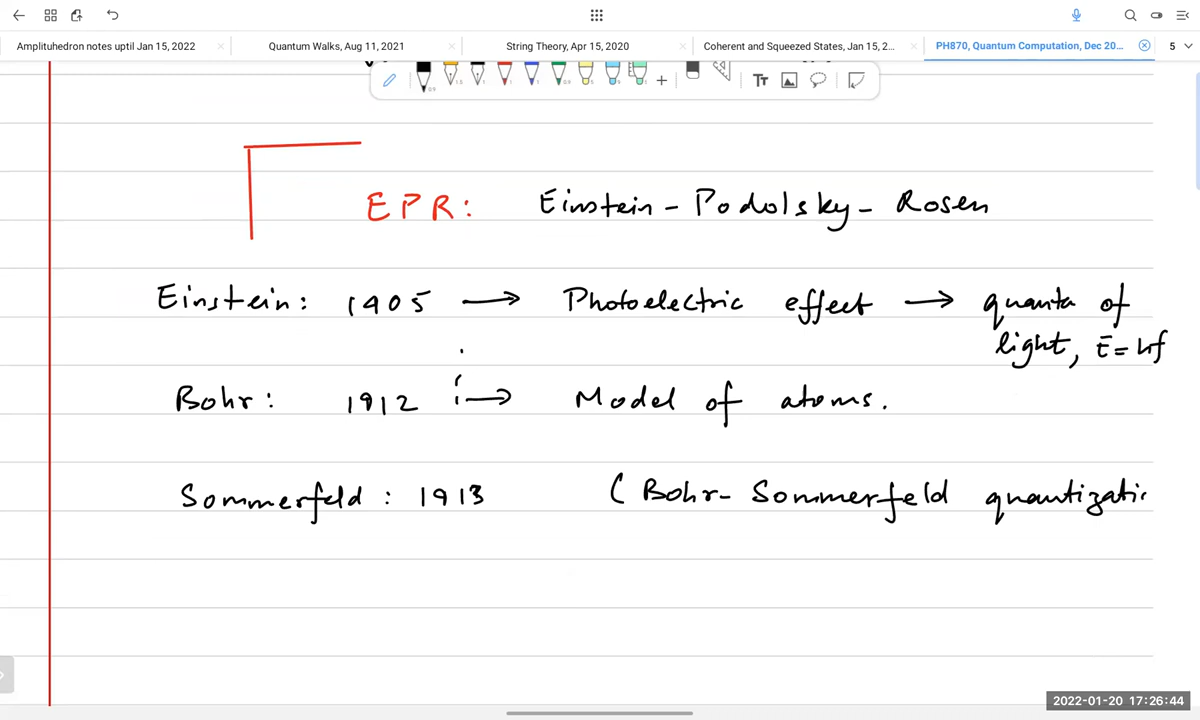 Amplituhedron notes uptil Jan 15, 2022 Quantum Walks, Aug 11, 2021 String Theory, Apr 15, 2020 Coherent and Squeezed States, Jan 15, 2... PH870, Quantum Computation, Dec 20... 5
EPR: Einstein - Podolsky - Rosen
Einstein: 1905 → Photoelectric effect → quanta of
light, E = hf
Bohr: 1912 → Model of atoms.
Sommerfeld: 1913 ( Bohr - Sommerfeld quantizatic
2022-01-20 17:26:44